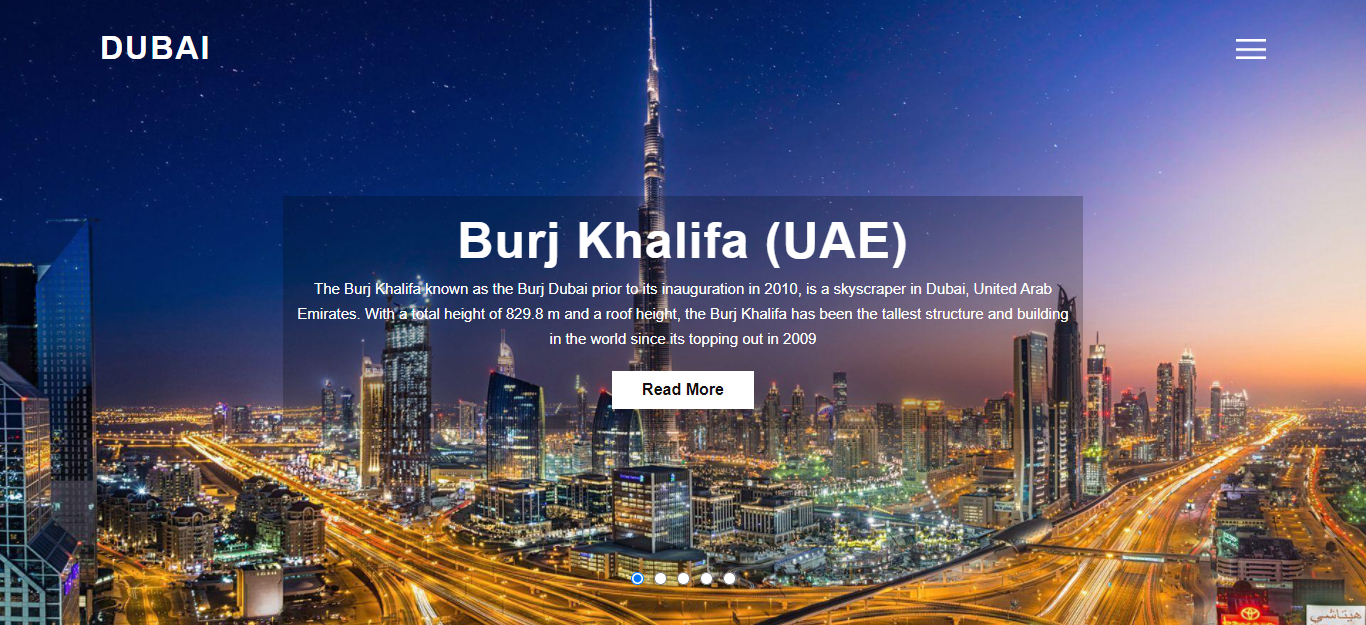 DUBAI
Burj Khalifa (UAE)
The Burj Khalifa known as the Burj Dubai prior to its inauguration in 2010, is a skyscraper in Dubai, United Arab
Emirates. With a total height of 829.8 m and a roof height, the Burj Khalifa has been the tallest structure and building
in the world since its topping out in 2009
Read More
هيتاشي